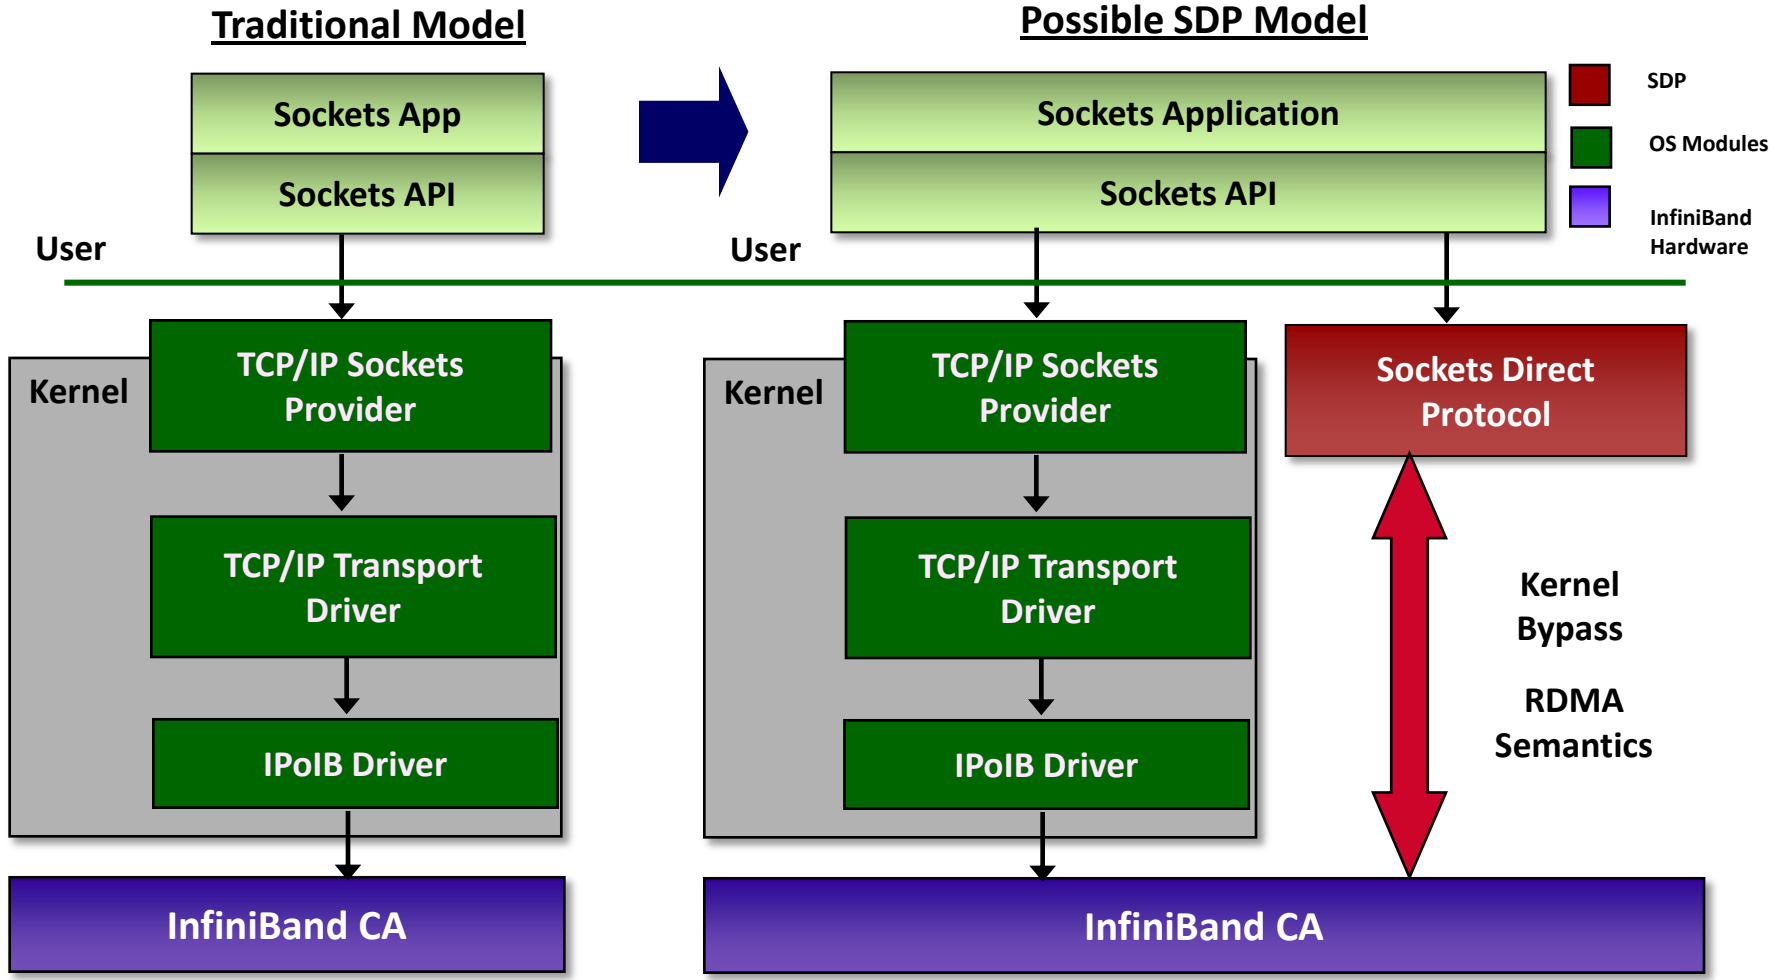 Traditional Model
Sockets App
Sockets API
User
Kernel
TCP/IP Sockets
Provider
TCP/IP Transport
Driver
IPoIB Driver
InfiniBand CA
Possible SDP Model
Sockets Application
Sockets API
User
Kernel
TCP/IP Sockets
Provider
TCP/IP Transport
Driver
IPoIB Driver
Sockets Direct
Protocol
Kernel
Bypass
RDMA
Semantics
InfiniBand CA
SDP
OS Modules
InfiniBand
Hardware